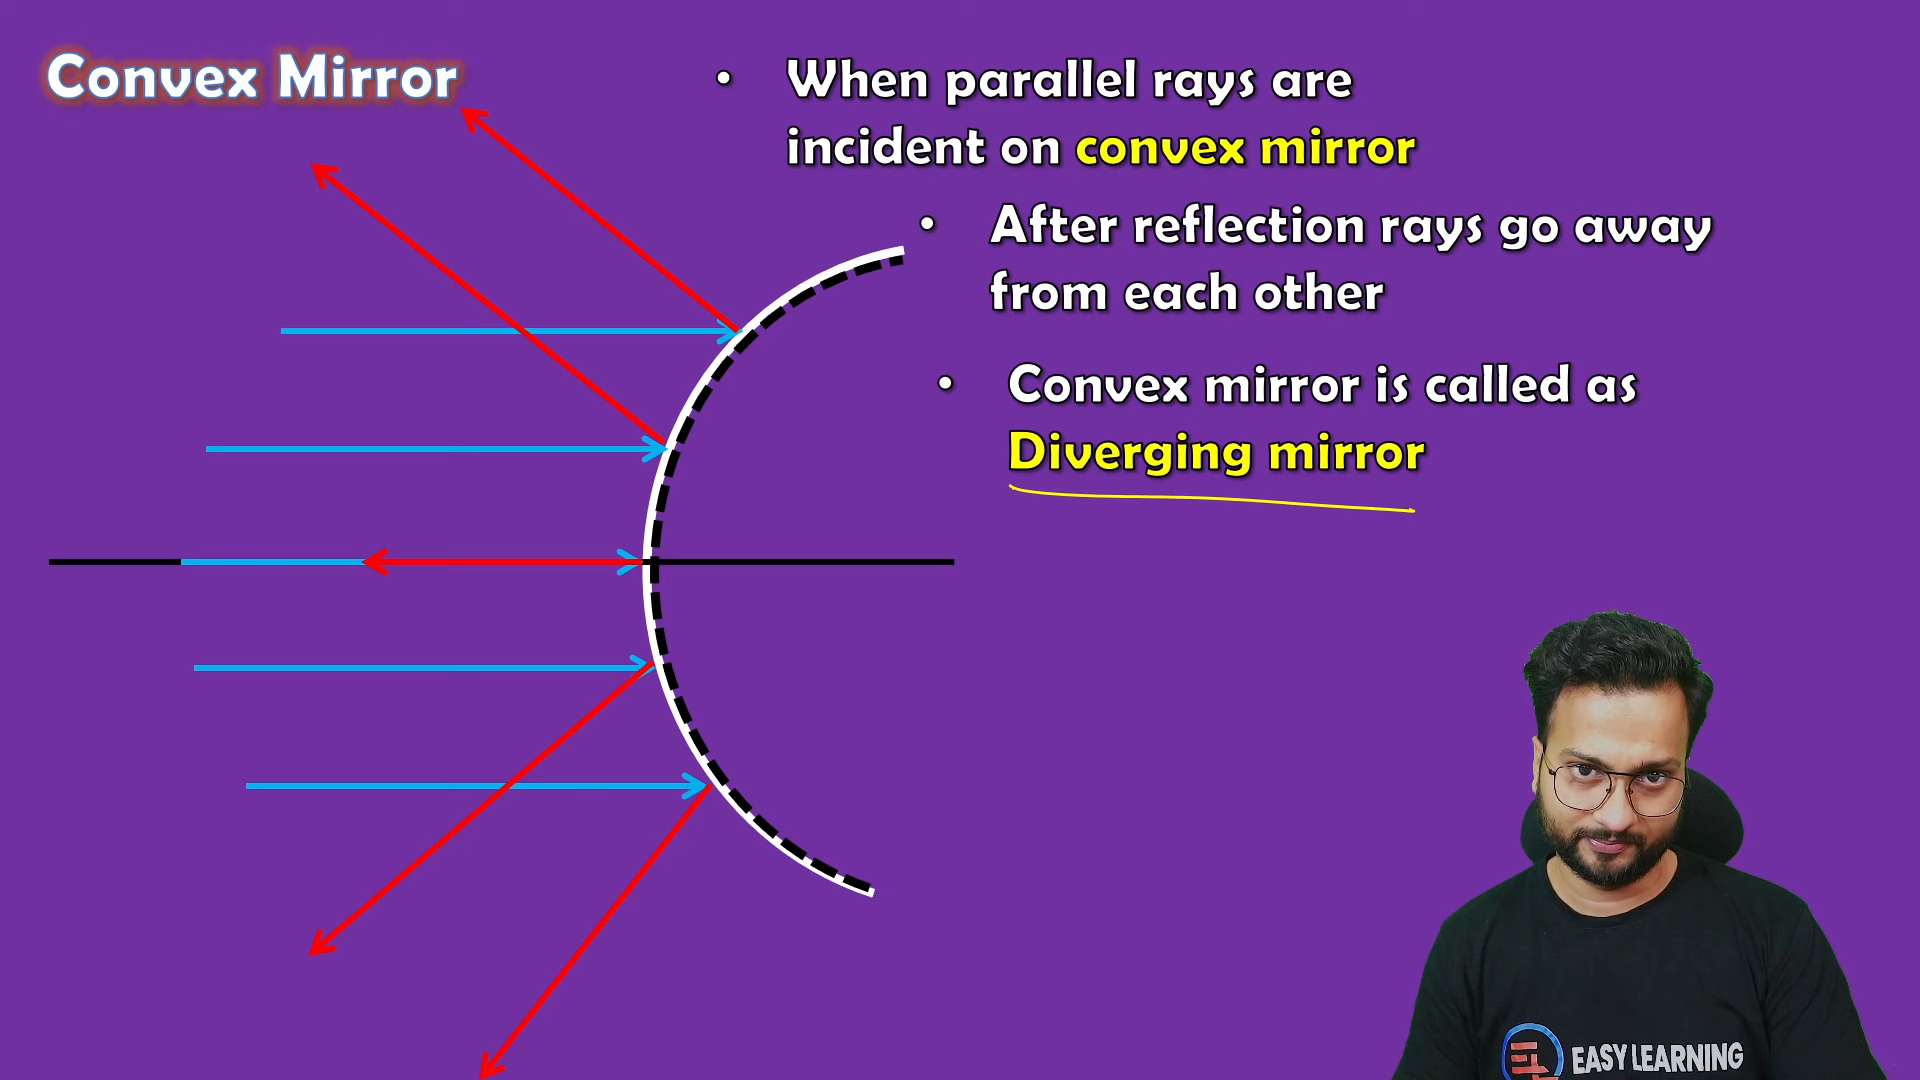 Convex Mirror
• When parallel rays are
incident on convex mirror
• After reflection rays go away
from each other
• Convex mirror is called as
Diverging mirror
EL EASY LEARNING